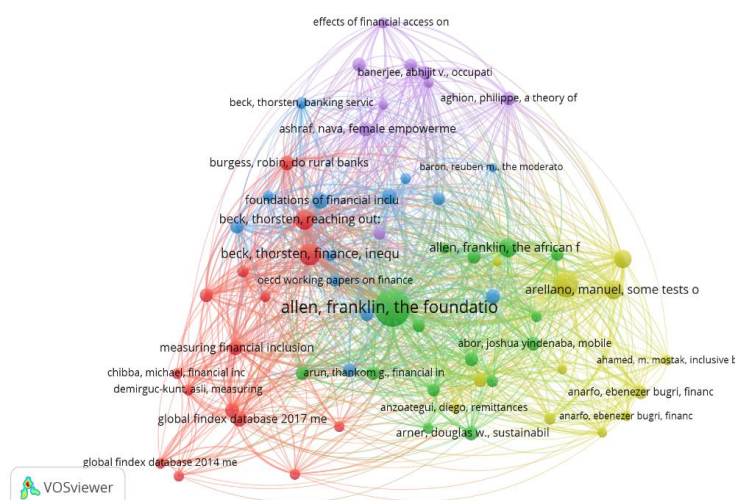 effects of financial access on
banerjee, abhijit v., occupati
beck, thorsten, banking servic
aghion, philippe, a theory of
ashraf, nava, female empowerme
burgess, robin, do rural banks
baron, reuben m., the moderato
foundations of financial inclu
beck, thorsten, reaching out:
beck, thorsten, finance, inequ
allen, franklin, the african f
oecd working papers on finance
arellano, manuel, some tests o
allen, franklin, the foundatio
measuring financial inclusion
abor, joshua yindenaba, mobile
ahamed, m. mostak, inclusive b
chibba, michael, financial inc
arun, thankom g., financial in
demirguc-kunt, asli, measuring
anarfo, ebenezer bugri, financ
anzoategui, diego, remittances
global findex database 2017 me
anarfo, ebenezer bugri, financ
arner, douglas w., sustainabil
global findex database 2014 me
VOSviewer